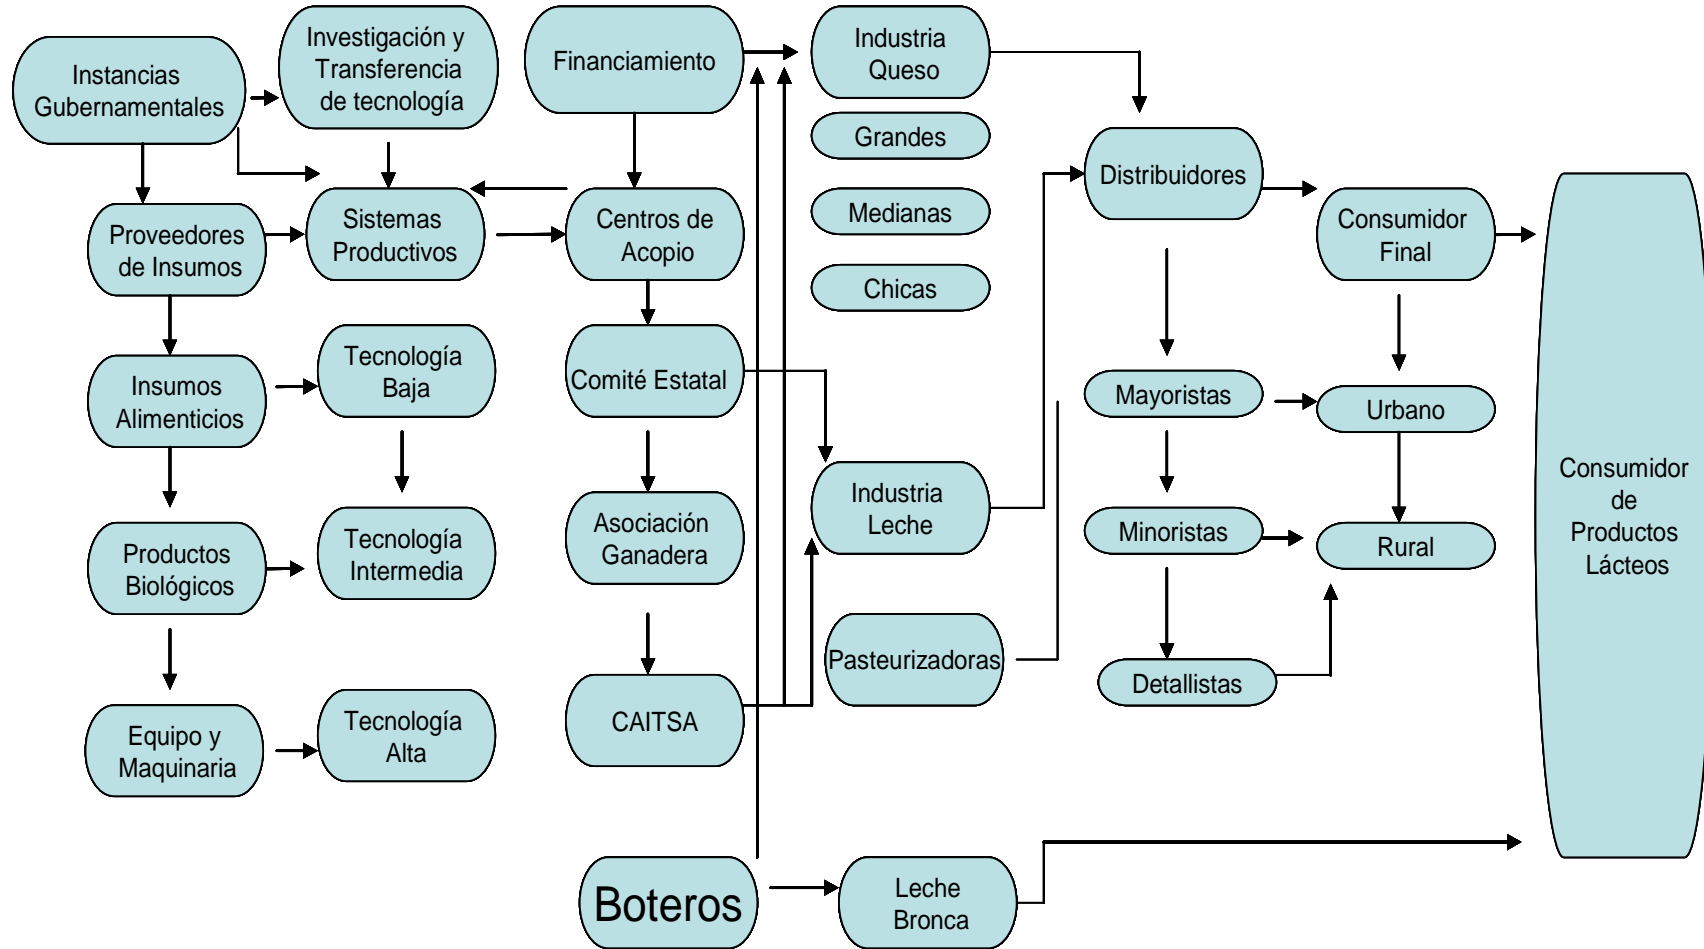 Instancias
Gubernamentales
Investigación y
Transferencia
de tecnología
Financiamiento
Industria
Queso
Grandes
Medianas
Chicas
Distribuidores
Consumidor
Final
Proveedores
de Insumos
Sistemas
Productivos
Centros de
Acopio
Insumos
Alimenticios
Tecnología
Baja
Comité Estatal
Mayoristas
Urbano
Productos
Biológicos
Tecnología
Intermedia
Asociación
Ganadera
Industria
Leche
Minoristas
Rural
Consumidor
de
Productos
Lácteos
Pasteurizadoras
Detallistas
Equipo y
Maquinaria
Tecnología
Alta
CAITSA
Boteros
Leche
Bronca